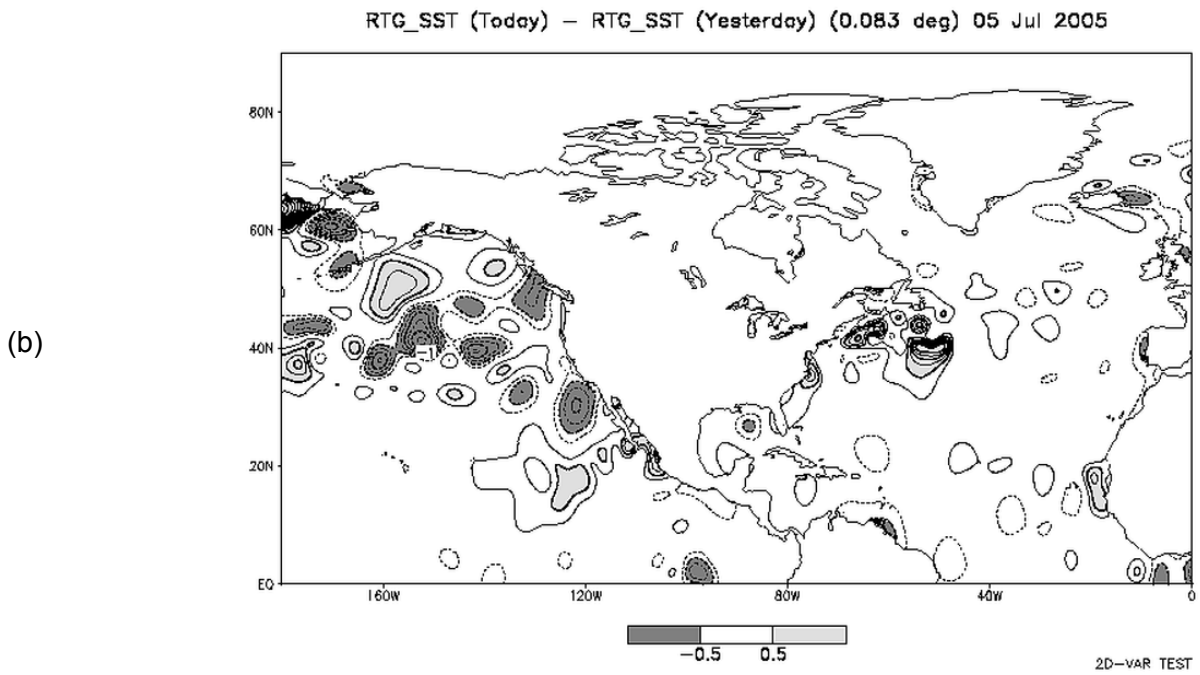 RTG_SST (Today) – RTG_SST (Yesterday) (0.083 deg) 05 Jul 2005
80N
60N
(b)
40N
-1
20N
EQ
160W 120W 80W 40W 0
−0.5 0.5
2D–VAR TEST